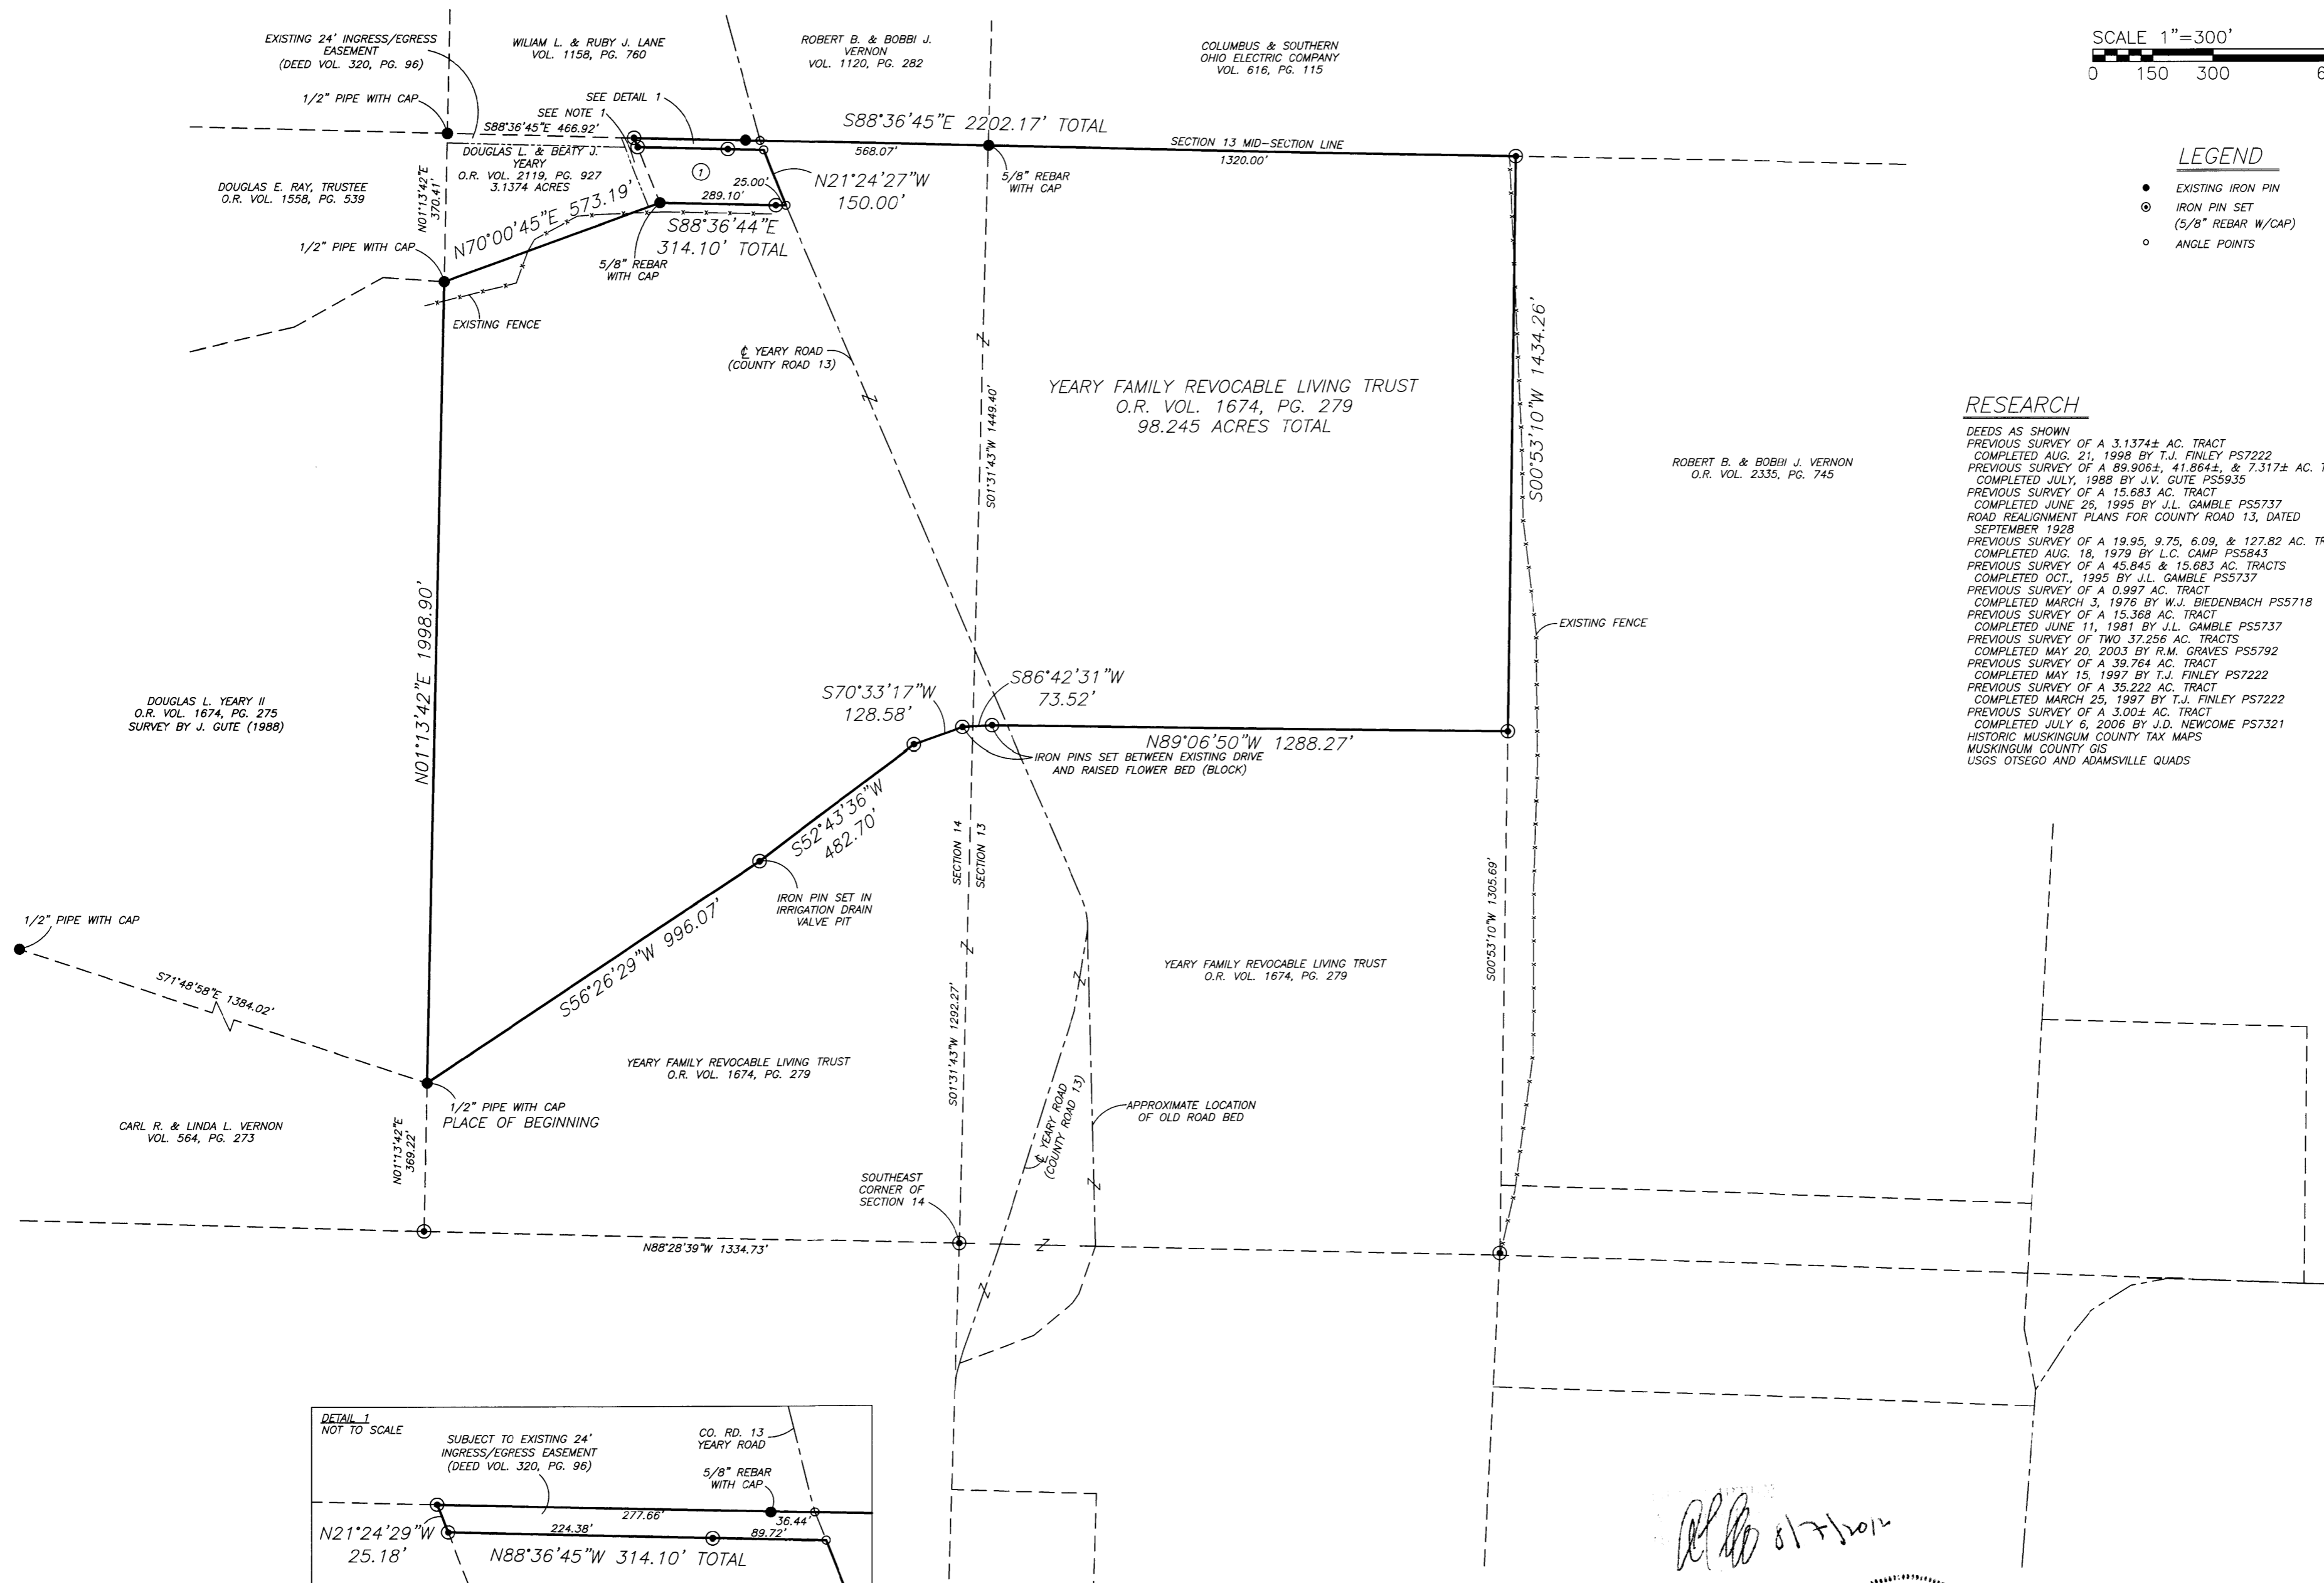 EXISTING 24' INGRESS/EGRESS
EASEMENT
(DEED VOL. 320, PG. 96)
WILIAM L. & RUBY J. LANE
VOL. 1158, PG. 760
ROBERT B. & BOBBI J.
VERNON
VOL. 1120, PG. 282
COLUMBUS & SOUTHERN
OHIO ELECTRIC COMPANY
VOL. 616, PG. 115
SCALE 1"=300'
0 150 300
1/2" PIPE WITH CAP
SEE DETAIL 1
SEE NOTE 1
S88°36'45"E 466.92'
S88°36'45"E 2202.17' TOTAL
568.07'
SECTION 13 MID-SECTION LINE
1320.00'
DOUGLAS L. & BEATY J.
YEARY
O.R. VOL. 2119, PG. 927
3.1374 ACRES
1
25.00'
289.10'
N21°24'27"W
150.00'
5/8" REBAR
WITH CAP
DOUGLAS E. RAY, TRUSTEE
O.R. VOL. 1558, PG. 539
N01°13'42"E
370.41'
N70°00'45"E 573.19'
S88°36'44"E
314.10' TOTAL
1/2" PIPE WITH CAP
5/8" REBAR
WITH CAP
EXISTING FENCE
LEGEND
EXISTING IRON PIN
IRON PIN SET
(5/8" REBAR W/CAP)
ANGLE POINTS
℄ YEARY ROAD
(COUNTY ROAD 13)
S01°31'43"W 1449.40'
YEARY FAMILY REVOCABLE LIVING TRUST
O.R. VOL. 1674, PG. 279
98.245 ACRES TOTAL
S00°53'10"W 1434.26'
ROBERT B. & BOBBI J. VERNON
O.R. VOL. 2335, PG. 745
RESEARCH
DEEDS AS SHOWN
PREVIOUS SURVEY OF A 3.1374± AC. TRACT
COMPLETED AUG. 21, 1998 BY T.J. FINLEY PS7222
PREVIOUS SURVEY OF A 89.906±, 41.864±, & 7.317± AC.
COMPLETED JULY, 1988 BY J.V. GUTE PS5935
PREVIOUS SURVEY OF A 15.683 AC. TRACT
COMPLETED JUNE 26, 1995 BY J.L. GAMBLE PS5737
ROAD REALIGNMENT PLANS FOR COUNTY ROAD 13, DATED
SEPTEMBER 1928
PREVIOUS SURVEY OF A 19.95, 9.75, 6.09, & 127.82 AC.
COMPLETED AUG. 18, 1979 BY L.C. CAMP PS5843
PREVIOUS SURVEY OF A 45.845 & 15.683 AC. TRACTS
COMPLETED OCT., 1995 BY J.L. GAMBLE PS5737
PREVIOUS SURVEY OF A 0.997 AC. TRACT
COMPLETED MARCH 3, 1976 BY W.J. BIEDENBACH PS5718
PREVIOUS SURVEY OF A 15.368 AC. TRACT
COMPLETED JUNE 11, 1981 BY J.L. GAMBLE PS5737
PREVIOUS SURVEY OF TWO 37.256 AC. TRACTS
COMPLETED MAY 20, 2003 BY R.M. GRAVES PS5792
PREVIOUS SURVEY OF A 39.764 AC. TRACT
COMPLETED MAY 15, 1997 BY T.J. FINLEY PS7222
PREVIOUS SURVEY OF A 35.222 AC. TRACT
COMPLETED MARCH 25, 1997 BY T.J. FINLEY PS7222
PREVIOUS SURVEY OF A 3.00± AC. TRACT
COMPLETED JULY 6, 2006 BY J.D. NEWCOME PS7321
HISTORIC MUSKINGUM COUNTY TAX MAPS
MUSKINGUM COUNTY GIS
USGS OTSEGO AND ADAMSVILLE QUADS
N01°13'42"E 1998.90'
EXISTING FENCE
S70°33'17"W
128.58'
S86°42'31"W
73.52'
N89°06'50"W 1288.27'
IRON PINS SET BETWEEN EXISTING DRIVE
AND RAISED FLOWER BED (BLOCK)
DOUGLAS L. YEARY II
O.R. VOL. 1674, PG. 275
SURVEY BY J. GUTE (1988)
S52°43'36"W
482.70'
SECTION 14
SECTION 13
IRON PIN SET IN
IRRIGATION DRAIN
VALVE PIT
1/2" PIPE WITH CAP
S56°26'29"W 996.07'
S71°48'58"E 1384.02'
S00°53'10"W 1305.69'
YEARY FAMILY REVOCABLE LIVING TRUST
O.R. VOL. 1674, PG. 279
S01°31'43"W 1292.27'
YEARY FAMILY REVOCABLE LIVING TRUST
O.R. VOL. 1674, PG. 279
1/2" PIPE WITH CAP
PLACE OF BEGINNING
CARL R. & LINDA L. VERNON
VOL. 564, PG. 273
N01°13'42"E
369.22'
℄ YEARY ROAD
(COUNTY ROAD 13)
APPROXIMATE LOCATION
OF OLD ROAD BED
SOUTHEAST
CORNER OF
SECTION 14
N88°28'39"W 1334.73'
DETAIL 1
NOT TO SCALE
SUBJECT TO EXISTING 24'
INGRESS/EGRESS EASEMENT
(DEED VOL. 320, PG. 96)
CO. RD. 13
YEARY ROAD
5/8" REBAR
WITH CAP
277.66'
36.44'
N21°24'29"W
25.18'
224.38'
89.72'
N88°36'45"W 314.10' TOTAL
8/7/2012